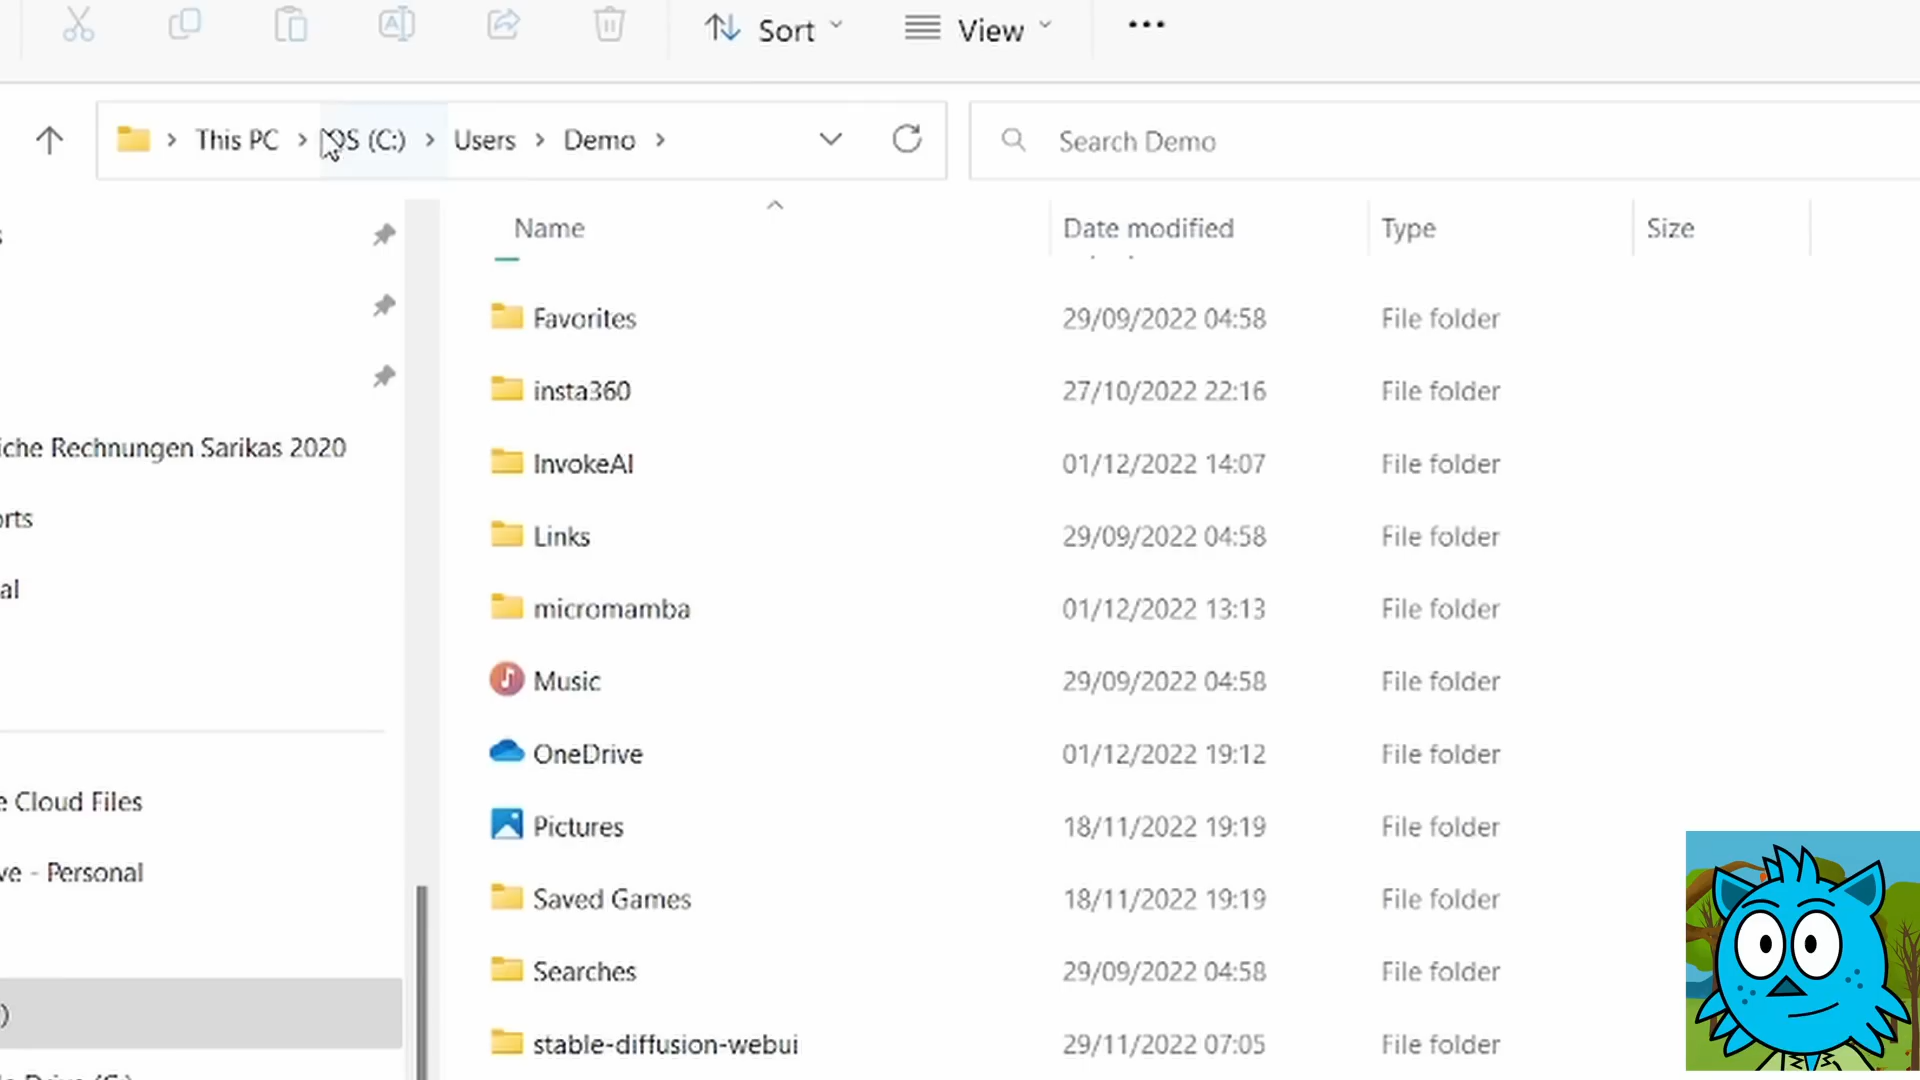 Sort
View
This PC > OS (C:) > Users > Demo >
Search Demo
Name
Date modified
Type
Size
Favorites 29/09/2022 04:58 File folder
insta360 27/10/2022 22:16 File folder
iche Rechnungen Sarikas 2020
InvokeAI 01/12/2022 14:07 File folder
orts
Links 29/09/2022 04:58 File folder
al
micromamba 01/12/2022 13:13 File folder
Music 29/09/2022 04:58 File folder
OneDrive 01/12/2022 19:12 File folder
e Cloud Files
Pictures 18/11/2022 19:19 File folder
ve - Personal
Saved Games 18/11/2022 19:19 File folder
Searches 29/09/2022 04:58 File folder
)
stable-diffusion-webui 29/11/2022 07:05 File folder